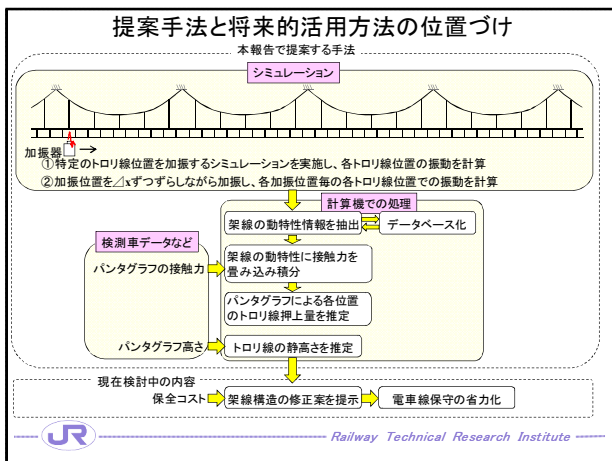 提案手法と将来的活用方法の位置づけ
本報告で提案する手法
シミュレーション
加振器
①特定のトロリ線位置を加振するシミュレーションを実施し、各トロリ線位置の振動を計算
②加振位置を⊿xずつずらしながら加振し、各加振位置毎の各トロリ線位置での振動を計算
計算機での処理
架線の動特性情報を抽出
データベース化
検測車データなど
パンタグラフの接触力
架線の動特性に接触力を
畳み込み積分
パンタグラフによる各位置
のトロリ線押上量を推定
パンタグラフ高さ
トロリ線の静高さを推定
現在検討中の内容
保全コスト
架線構造の修正案を提示
電車線保守の省力化
JR
Railway Technical Research Institute